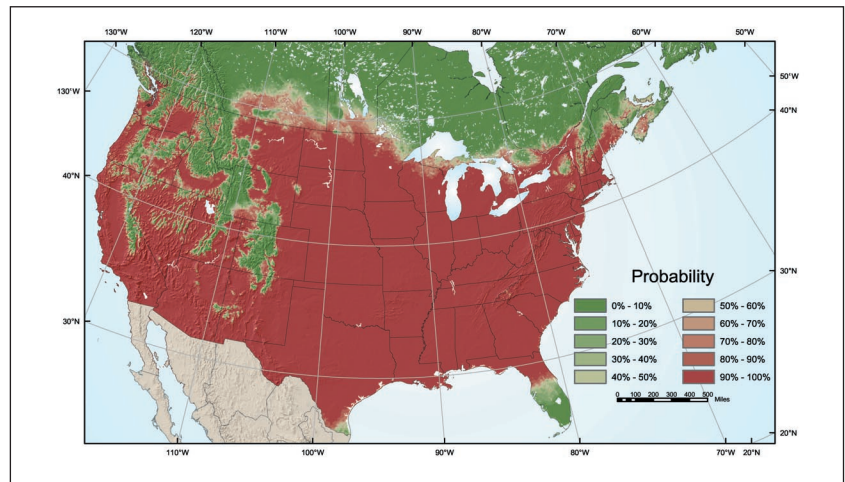 130°W 120°W 110°W 100°W 90°W 80°W 70°W 60°W 50°W
130°W
50°W
40°W
40°N
40°N
30°N
30°N
Probability
0% - 10%
50% - 60%
10% - 20%
60% - 70%
20% - 30%
70% - 80%
30% - 40%
80% - 90%
40% - 50%
90% - 100%
0 100 200 300 400 500
Miles
20°N
110°W 100°W 90°W 80°W 70°W 20°N